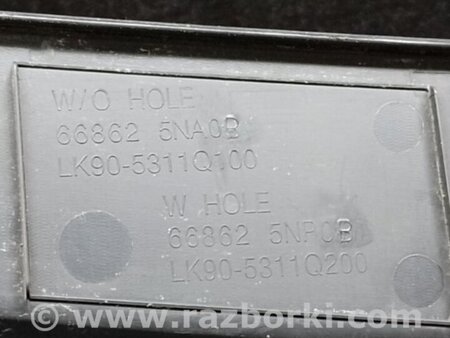 W/O HOLE
66862 5NA0B
LK90-5311Q100
W HOLE
66862 5NP0B
LK90-5311Q200
www.razborki.com